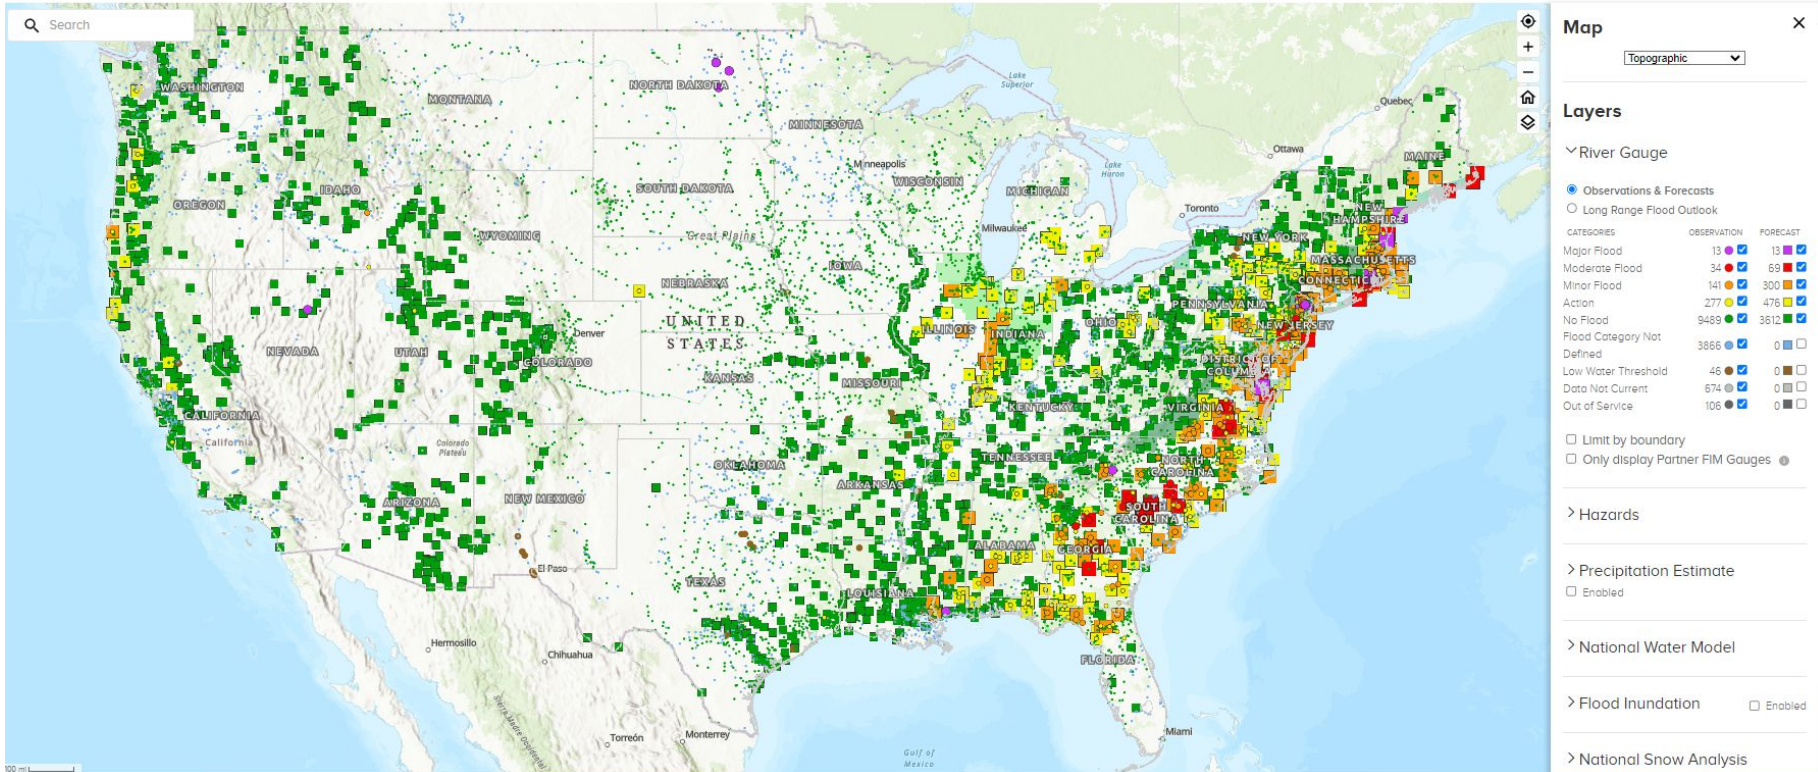 Search
Map
Topographic
Layers
River Gauge
Observations & Forecasts
Long Range Flood Outlook
CATEGORIES OBSERVATION FORECAST
Major Flood 13 13
Moderate Flood 34 69
Minor Flood 141 300
Action 277 476
No Flood 9489 3612
Flood Category Not
Defined 3866 0
Low Water Threshold 46 0
Data Not Current 674 0
Out of Service 106 0
Limit by boundary
Only display Partner FIM Gauges
Hazards
Precipitation Estimate
Enabled
National Water Model
Flood Inundation Enabled
National Snow Analysis
WASHINGTON
MONTANA
NORTH DAKOTA
MINNESOTA
Lake
Superior
Quebec
Ottawa
MAINE
Minneapolis
Lake
Huron
OREGON
IDAHO
SOUTH DAKOTA
WISCONSIN
MICHIGAN
Toronto
NEW
HAMPSHIRE
WYOMING
Great Plains
Milwaukee
NEW YORK
MASSACHUSETTS
IOWA
CONNECTICU
NEBRASKA
PENNSYLVANIA
UNITED
STATES
Denver
ILLINOIS
INDIANA
OHIO
NEW JERSEY
NEVADA
UTAH
COLORADO
DISTRICT OF
COLUMBIA
KANSAS
MISSOURI
KENTUCKY
VIRGINIA
CALIFORNIA
California
Colorado
Plateau
OKLAHOMA
TENNESSEE
NORTH
CAROLINA
ARKANSAS
ARIZONA
NEW MEXICO
SOUTH
CAROLINA
ALABAMA
GEORGIA
El Paso
TEXAS
LOUISIANA
Hermosillo
Chihuahua
FLORIDA
Sierra Madre Occidental
Torreón
Monterrey
Miami
Gulf of
Mexico
100 mi